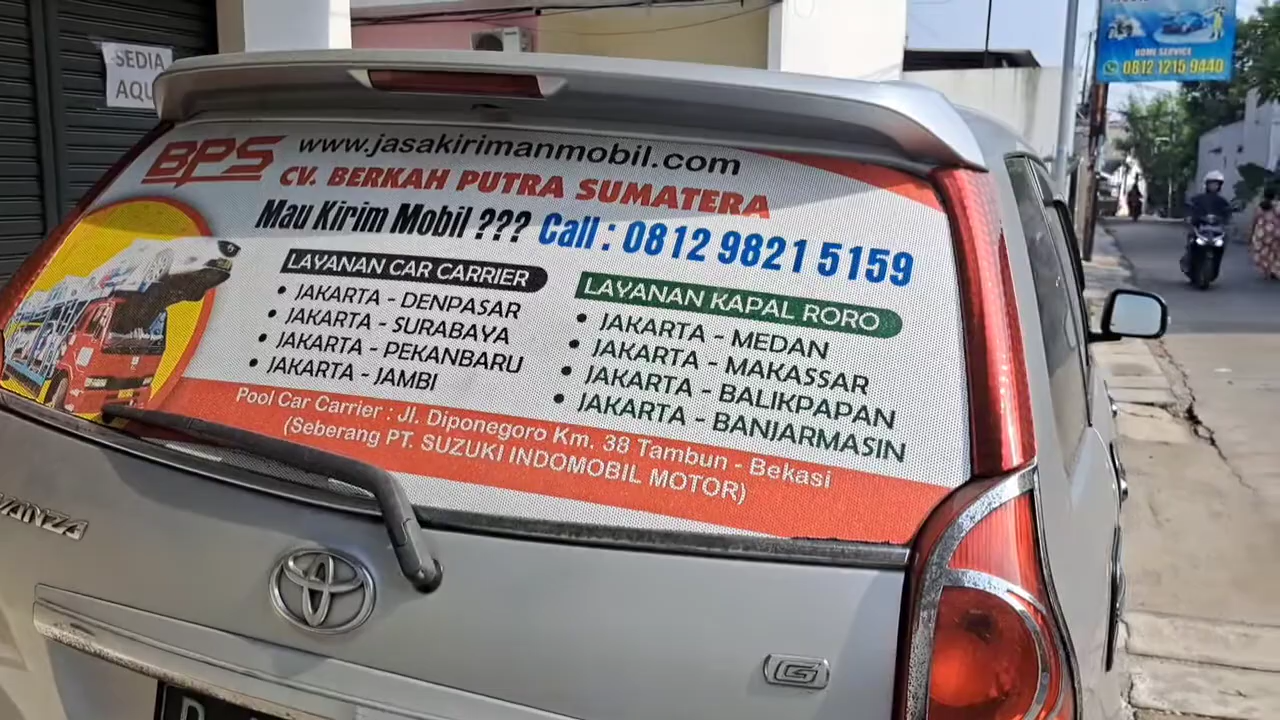 SEDIA
AQU
HOME SERVICE
0812 1215 9440
BPS
www.jasakirimanmobil.com
CV. BERKAH PUTRA SUMATERA
Mau Kirim Mobil ??? Call : 0812 9821 5159
LAYANAN CAR CARRIER
• JAKARTA - DENPASAR
• JAKARTA - SURABAYA
• JAKARTA - PEKANBARU
• JAKARTA - JAMBI
LAYANAN KAPAL RORO
• JAKARTA - MEDAN
• JAKARTA - MAKASSAR
• JAKARTA - BALIKPAPAN
• JAKARTA - BANJARMASIN
Pool Car Carrier : Jl. Diponegoro Km. 38 Tambun - Bekasi
(Seberang PT. SUZUKI INDOMOBIL MOTOR)
VANZA
G